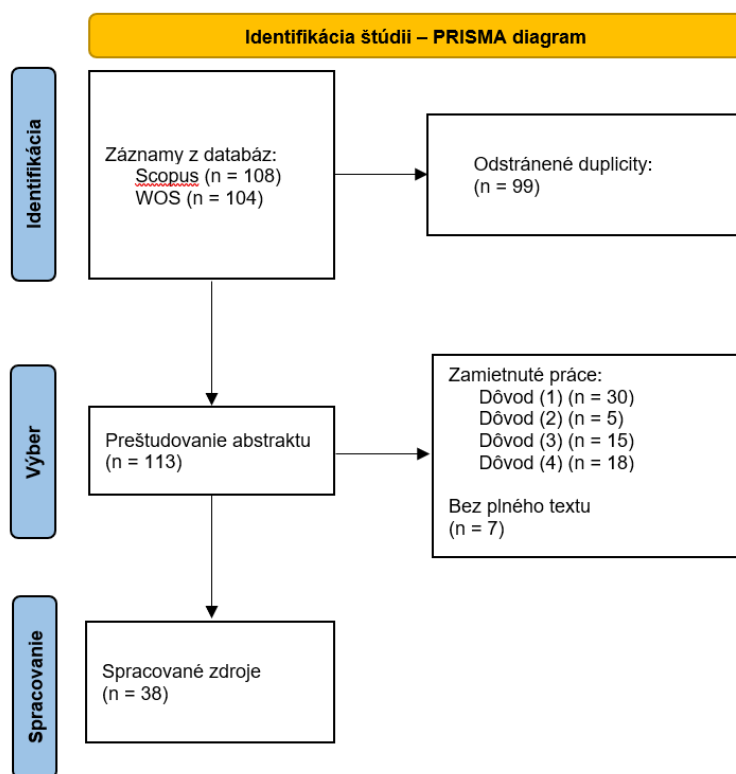 Identifikácia štúdii – PRISMA diagram
Identifikácia
Záznamy z databáz:
Scopus (n = 108)
WOS (n = 104)
Odstránené duplicity:
(n = 99)
Výber
Preštudovanie abstraktu
(n = 113)
Zamietnuté práce:
Dôvod (1) (n = 30)
Dôvod (2) (n = 5)
Dôvod (3) (n = 15)
Dôvod (4) (n = 18)
Bez plného textu
(n = 7)
Spracovanie
Spracované zdroje
(n = 38)